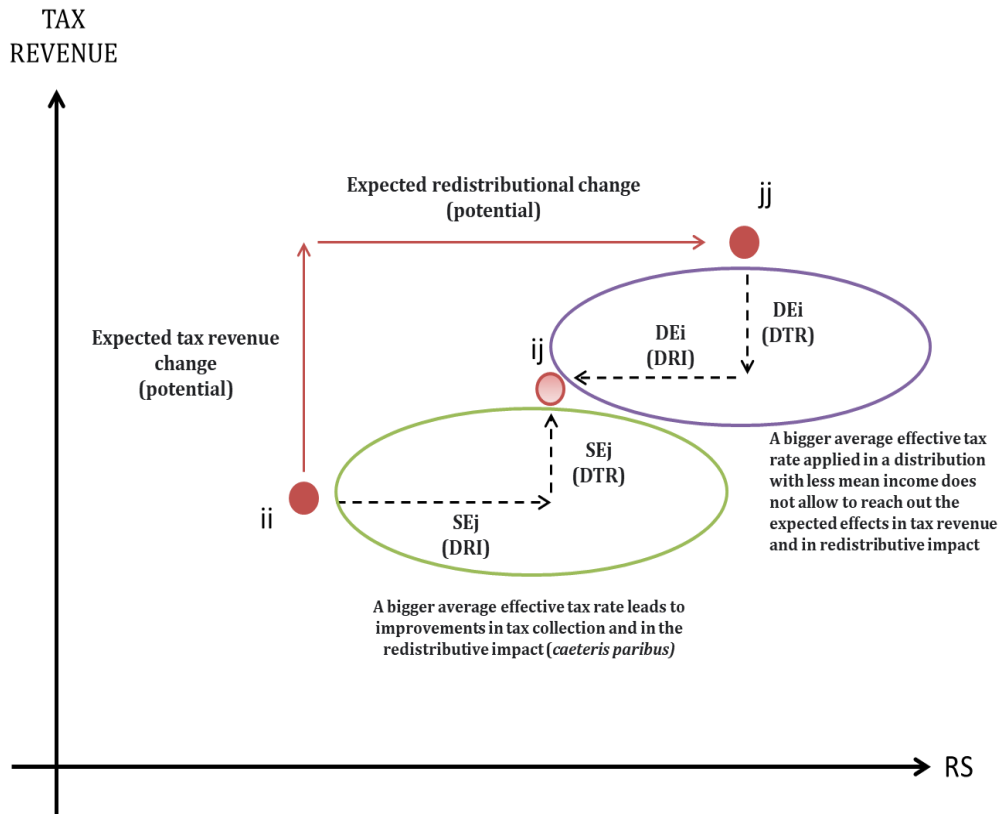 TAX
REVENUE
Expected redistributional change
(potential)
jj
Expected tax revenue
change
(potential)
DEi
(DTR)
DEi
(DRI)
ij
SEj
(DTR)
ii
SEj
(DRI)
A bigger average effective tax
rate applied in a distribution
with less mean income does
not allow to reach out the
expected effects in tax revenue
and in redistributive impact
A bigger average effective tax rate leads to
improvements in tax collection and in the
redistributive impact (caeteris paribus)
RS